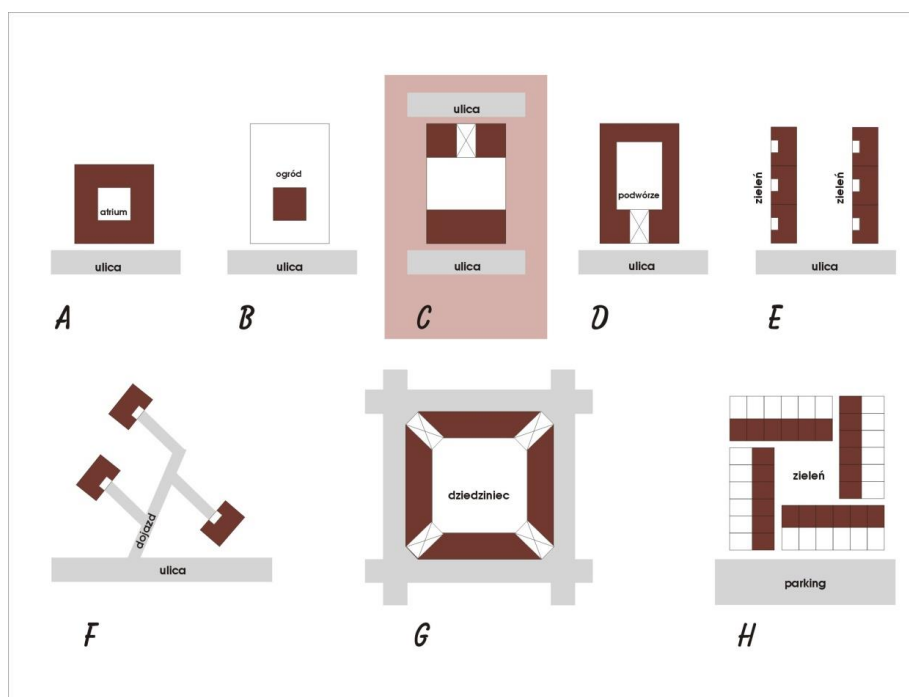 ulica
ogród
atrium
podwórze
zieleń
zieleń
ulica
ulica
ulica
ulica
ulica
A
B
C
D
E
dojazd
ulica
dziedziniec
zieleń
parking
F
G
H